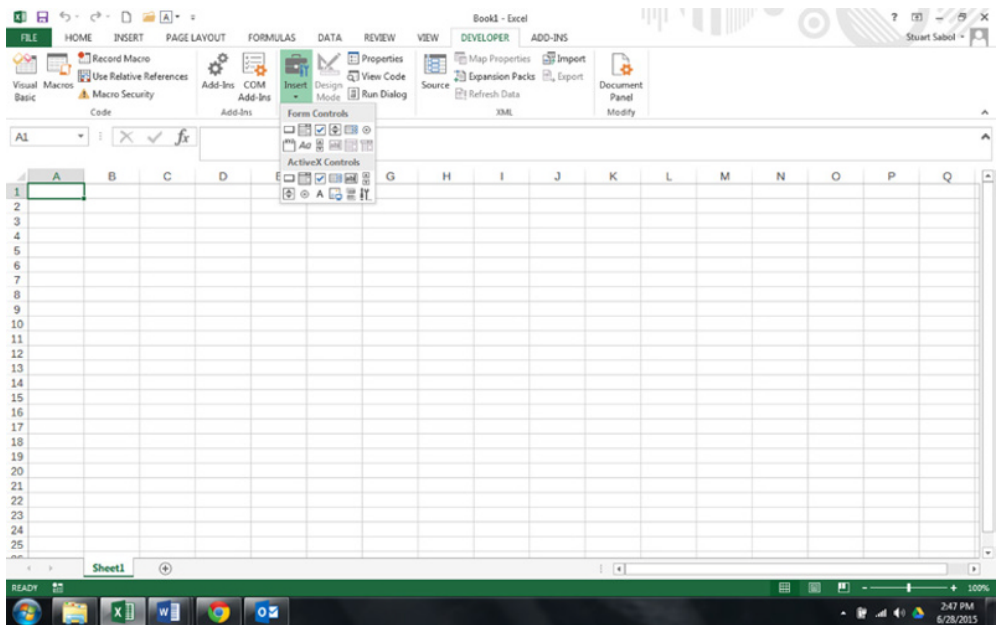 Book1 - Excel
?
FILE HOME INSERT PAGE LAYOUT FORMULAS DATA REVIEW VIEW DEVELOPER ADD-INS Stuart Sabol
Visual Basic
Macros
Record Macro
Use Relative References
Macro Security
Code
Add-Ins
COM Add-Ins
Add-Ins
Insert
Design Mode
Properties
View Code
Run Dialog
Source
Map Properties
Expansion Packs
Refresh Data
Import
Export
XML
Document Panel
Modify
Form Controls
Aa
ActiveX Controls
A
A1
fx
A B C D E G H I J K L M N O P Q
1
2
3
4
5
6
7
8
9
10
11
12
13
14
15
16
17
18
19
20
21
22
23
24
25
Sheet1
READY
100%
2:47 PM
6/28/2015